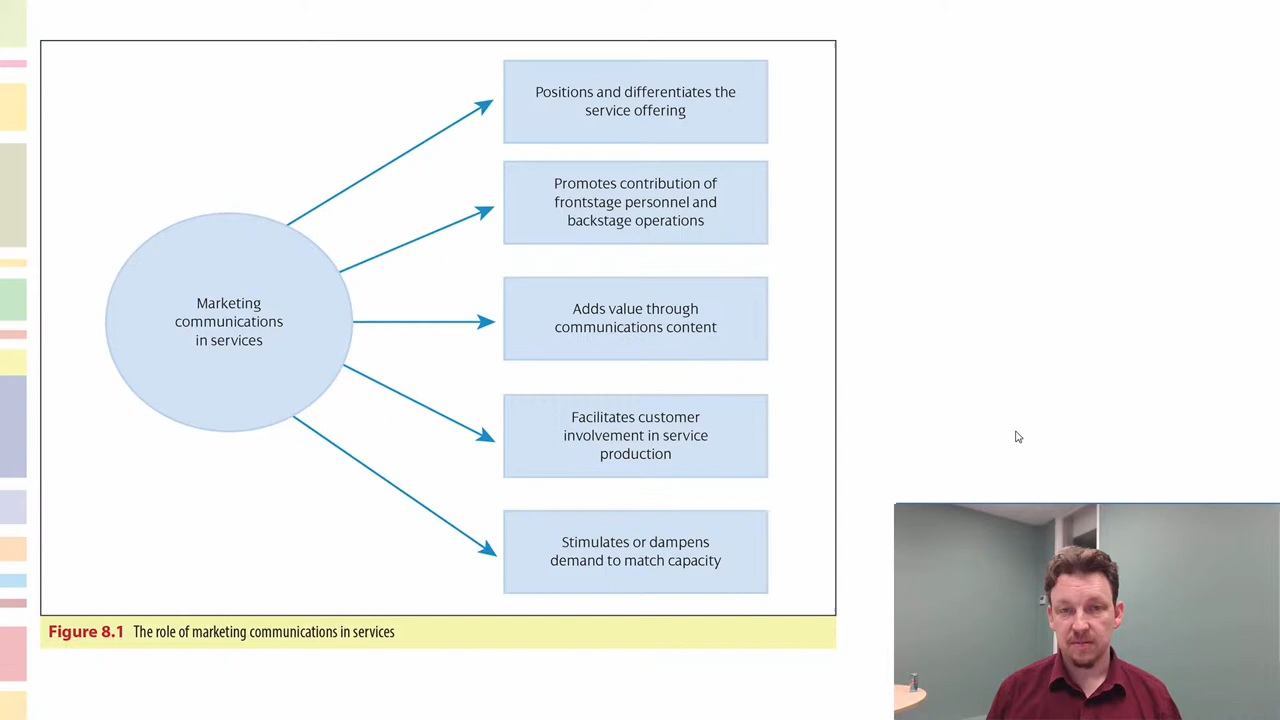 Marketing
communications
in services
Positions and differentiates the
service offering
Promotes contribution of
frontstage personnel and
backstage operations
Adds value through
communications content
Facilitates customer
involvement in service
production
Stimulates or dampens
demand to match capacity
Figure 8.1 The role of marketing communications in services